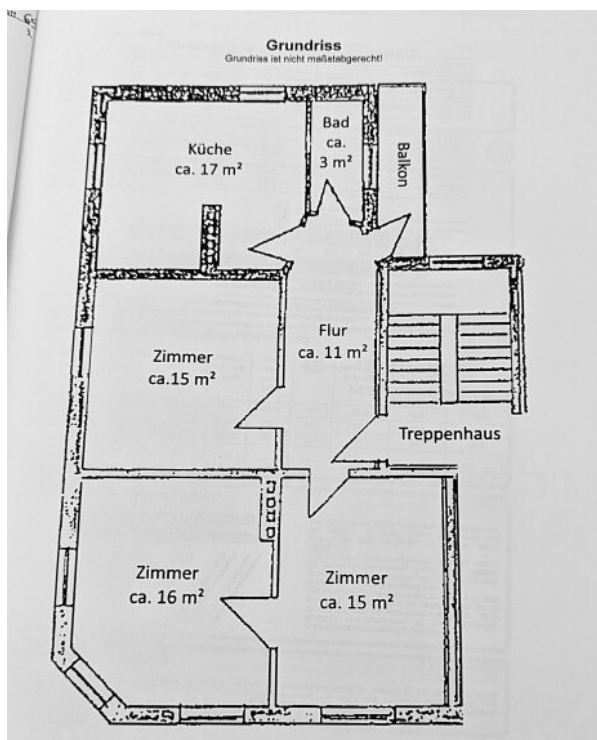 Grundriss
Grundriss ist nicht maßstabgerecht!
Küche
ca. 17 m²
Bad
ca.
3 m²
Balkon
Zimmer
ca.15 m²
Flur
ca. 11 m²
Treppenhaus
Zimmer
ca. 16 m²
Zimmer
ca. 15 m²